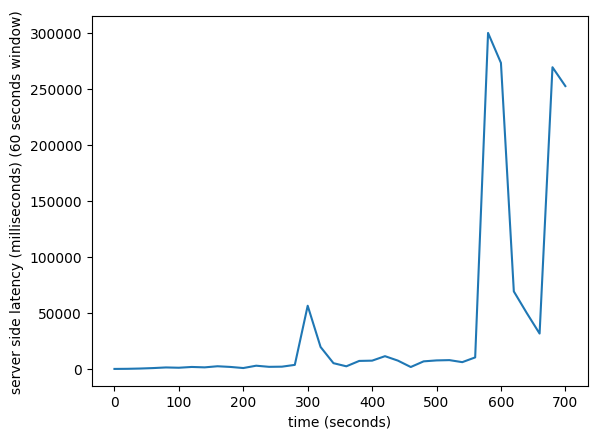 server side latency (milliseconds) (60 seconds window)
300000
250000
200000
150000
100000
50000
0
0 100 200 300 400 500 600 700
time (seconds)